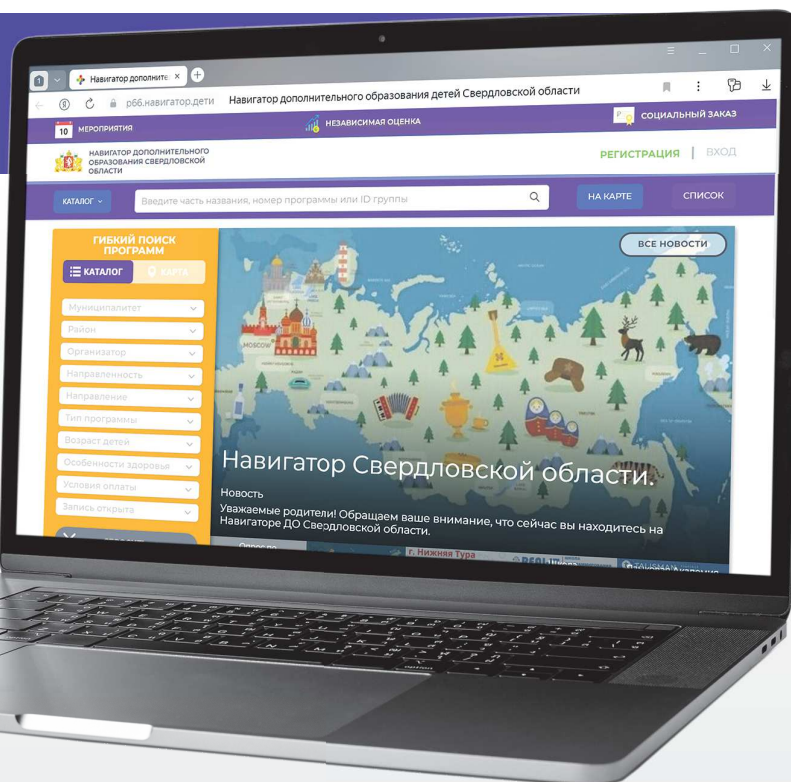 1
Навигатор дополните
р66.навигатор.дети
Навигатор дополнительного образования детей Свердловской области
10
МЕРОПРИЯТИЯ
НЕЗАВИСИМАЯ ОЦЕНКА
СОЦИАЛЬНЫЙ ЗАКАЗ
НАВИГАТОР ДОПОЛНИТЕЛЬНОГО
ОБРАЗОВАНИЯ СВЕРДЛОВСКОЙ
ОБЛАСТИ
РЕГИСТРАЦИЯ | ВХОД
КАТАЛОГ
Введите часть названия, номер программы или ID группы
НА КАРТЕ
СПИСОК
ГИБКИЙ ПОИСК
ПРОГРАММ
КАТАЛОГ
КАРТА
Муниципалитет
Район
Организатор
Направленность
Направление
Тип программы
Возраст детей
Особенности здоровья
Условия оплаты
Запись открыта
ВСЕ НОВОСТИ
MOSCOW
Навигатор Свердловской области.
Новость
Уважаемые родители! Обращаем ваше внимание, что сейчас вы находитесь на
Навигаторе ДО Свердловской области.
г. Нижняя Тура
option